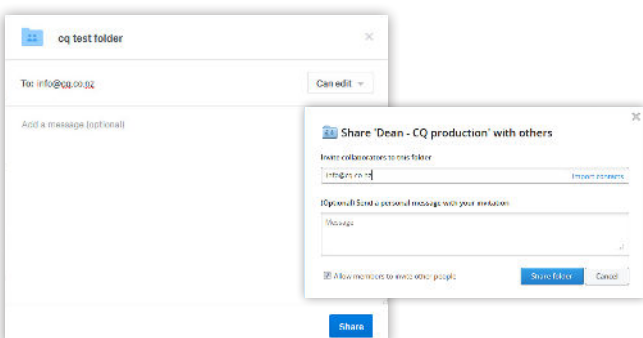 cq test folder
To: info@cq.co.nz
Can edit
Add a message (optional)
Share
Share 'Dean - CQ production' with others
Invite collaborators to this folder
info@cq.co.nz
Import contacts
(Optional) Send a personal message with your invitation
Message
Allow members to invite other people
Share folder
Cancel